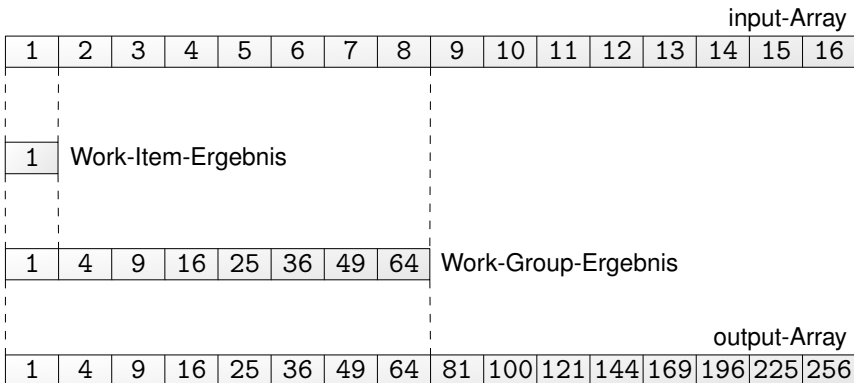 input-Array
1 2 3 4 5 6 7 8 9 10 11 12 13 14 15 16
1 Work-Item-Ergebnis
1 4 9 16 25 36 49 64 Work-Group-Ergebnis
output-Array
1 4 9 16 25 36 49 64 81 100 121 144 169 196 225 256